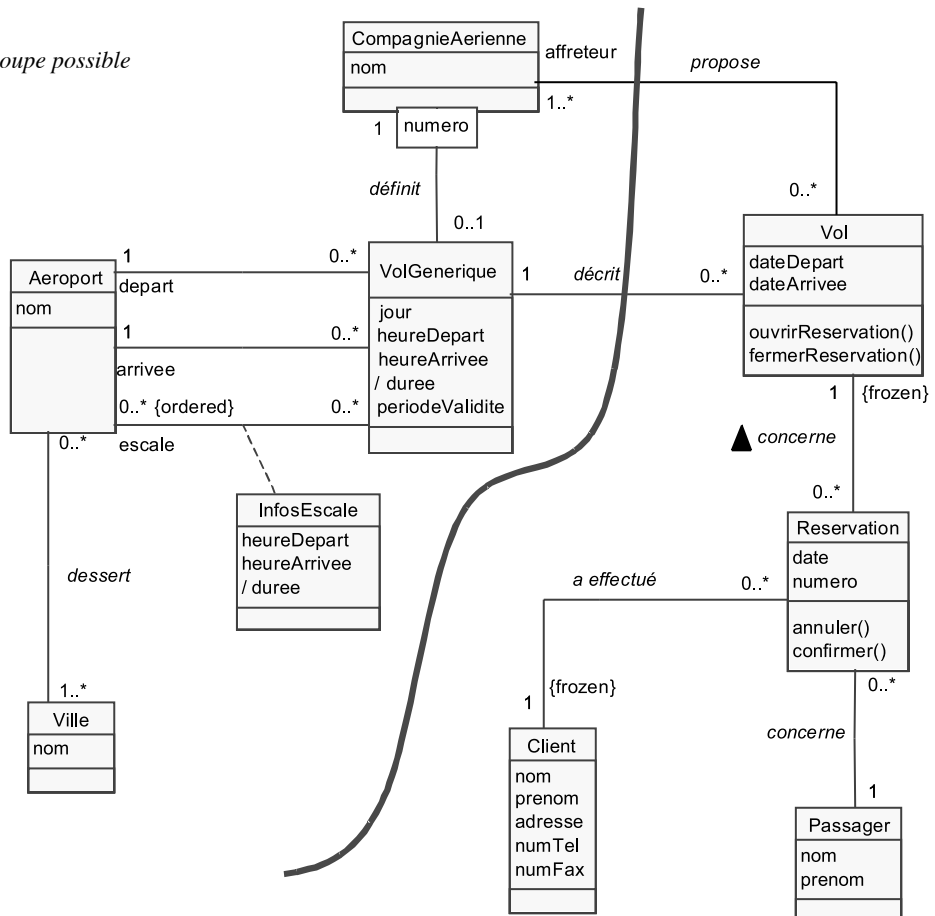 oupe possible
CompagnieAerienne
nom
affreteur
propose
1..*
1
numero
définit
0..1
0..*
Aeroport
nom
1
depart
0..*
1
arrivee
0..*
0..* {ordered}
escale
0..*
0..*
VolGenerique
jour
heureDepart
heureArrivee
/ duree
periodeValidite
1
décrit
0..*
Vol
dateDepart
dateArrivee
ouvrirReservation()
fermerReservation()
1
{frozen}
concerne
0..*
InfosEscale
heureDepart
heureArrivee
/ duree
dessert
1..*
Ville
nom
Reservation
date
numero
annuler()
confirmer()
a effectué
0..*
0..*
{frozen}
1
Client
nom
prenom
adresse
numTel
numFax
concerne
1
Passager
nom
prenom